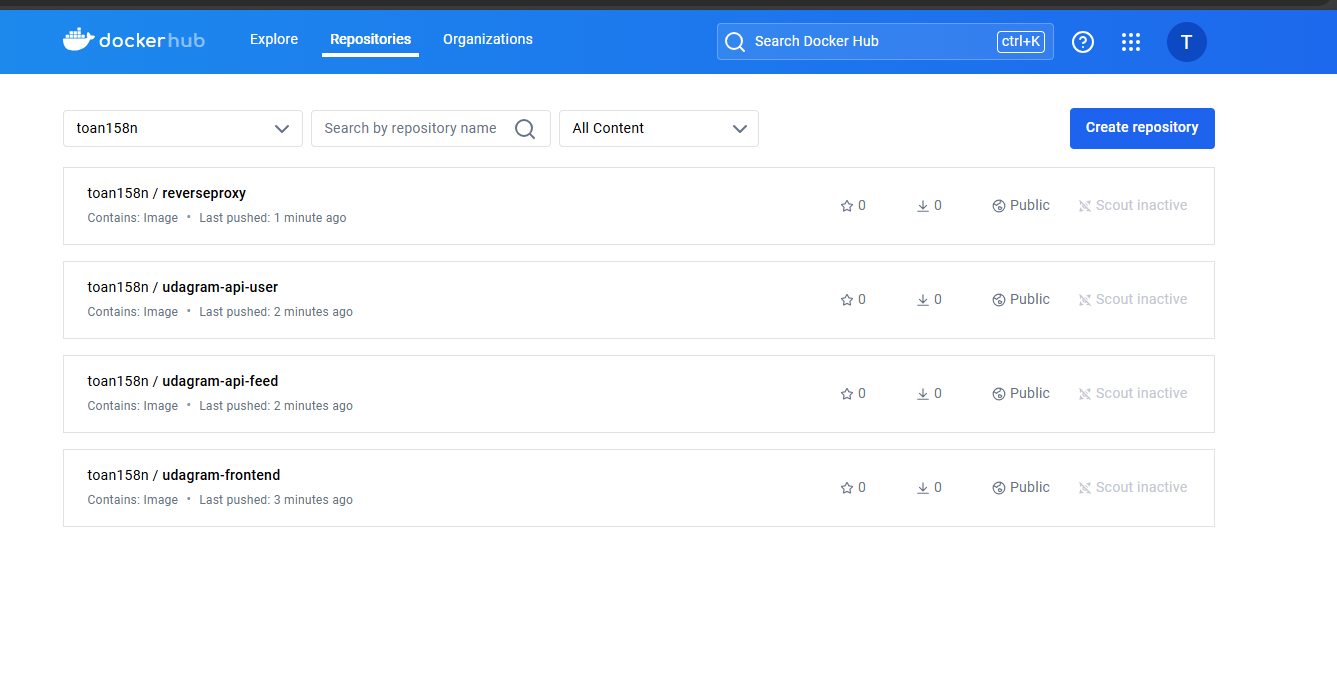 dockerhub Explore Repositories Organizations Search Docker Hub ctrl+K T
toan158n Search by repository name All Content Create repository
toan158n / reverseproxy
Contains: Image • Last pushed: 1 minute ago
0 0 Public Scout inactive
toan158n / udagram-api-user
Contains: Image • Last pushed: 2 minutes ago
0 0 Public Scout inactive
toan158n / udagram-api-feed
Contains: Image • Last pushed: 2 minutes ago
0 0 Public Scout inactive
toan158n / udagram-frontend
Contains: Image • Last pushed: 3 minutes ago
0 0 Public Scout inactive